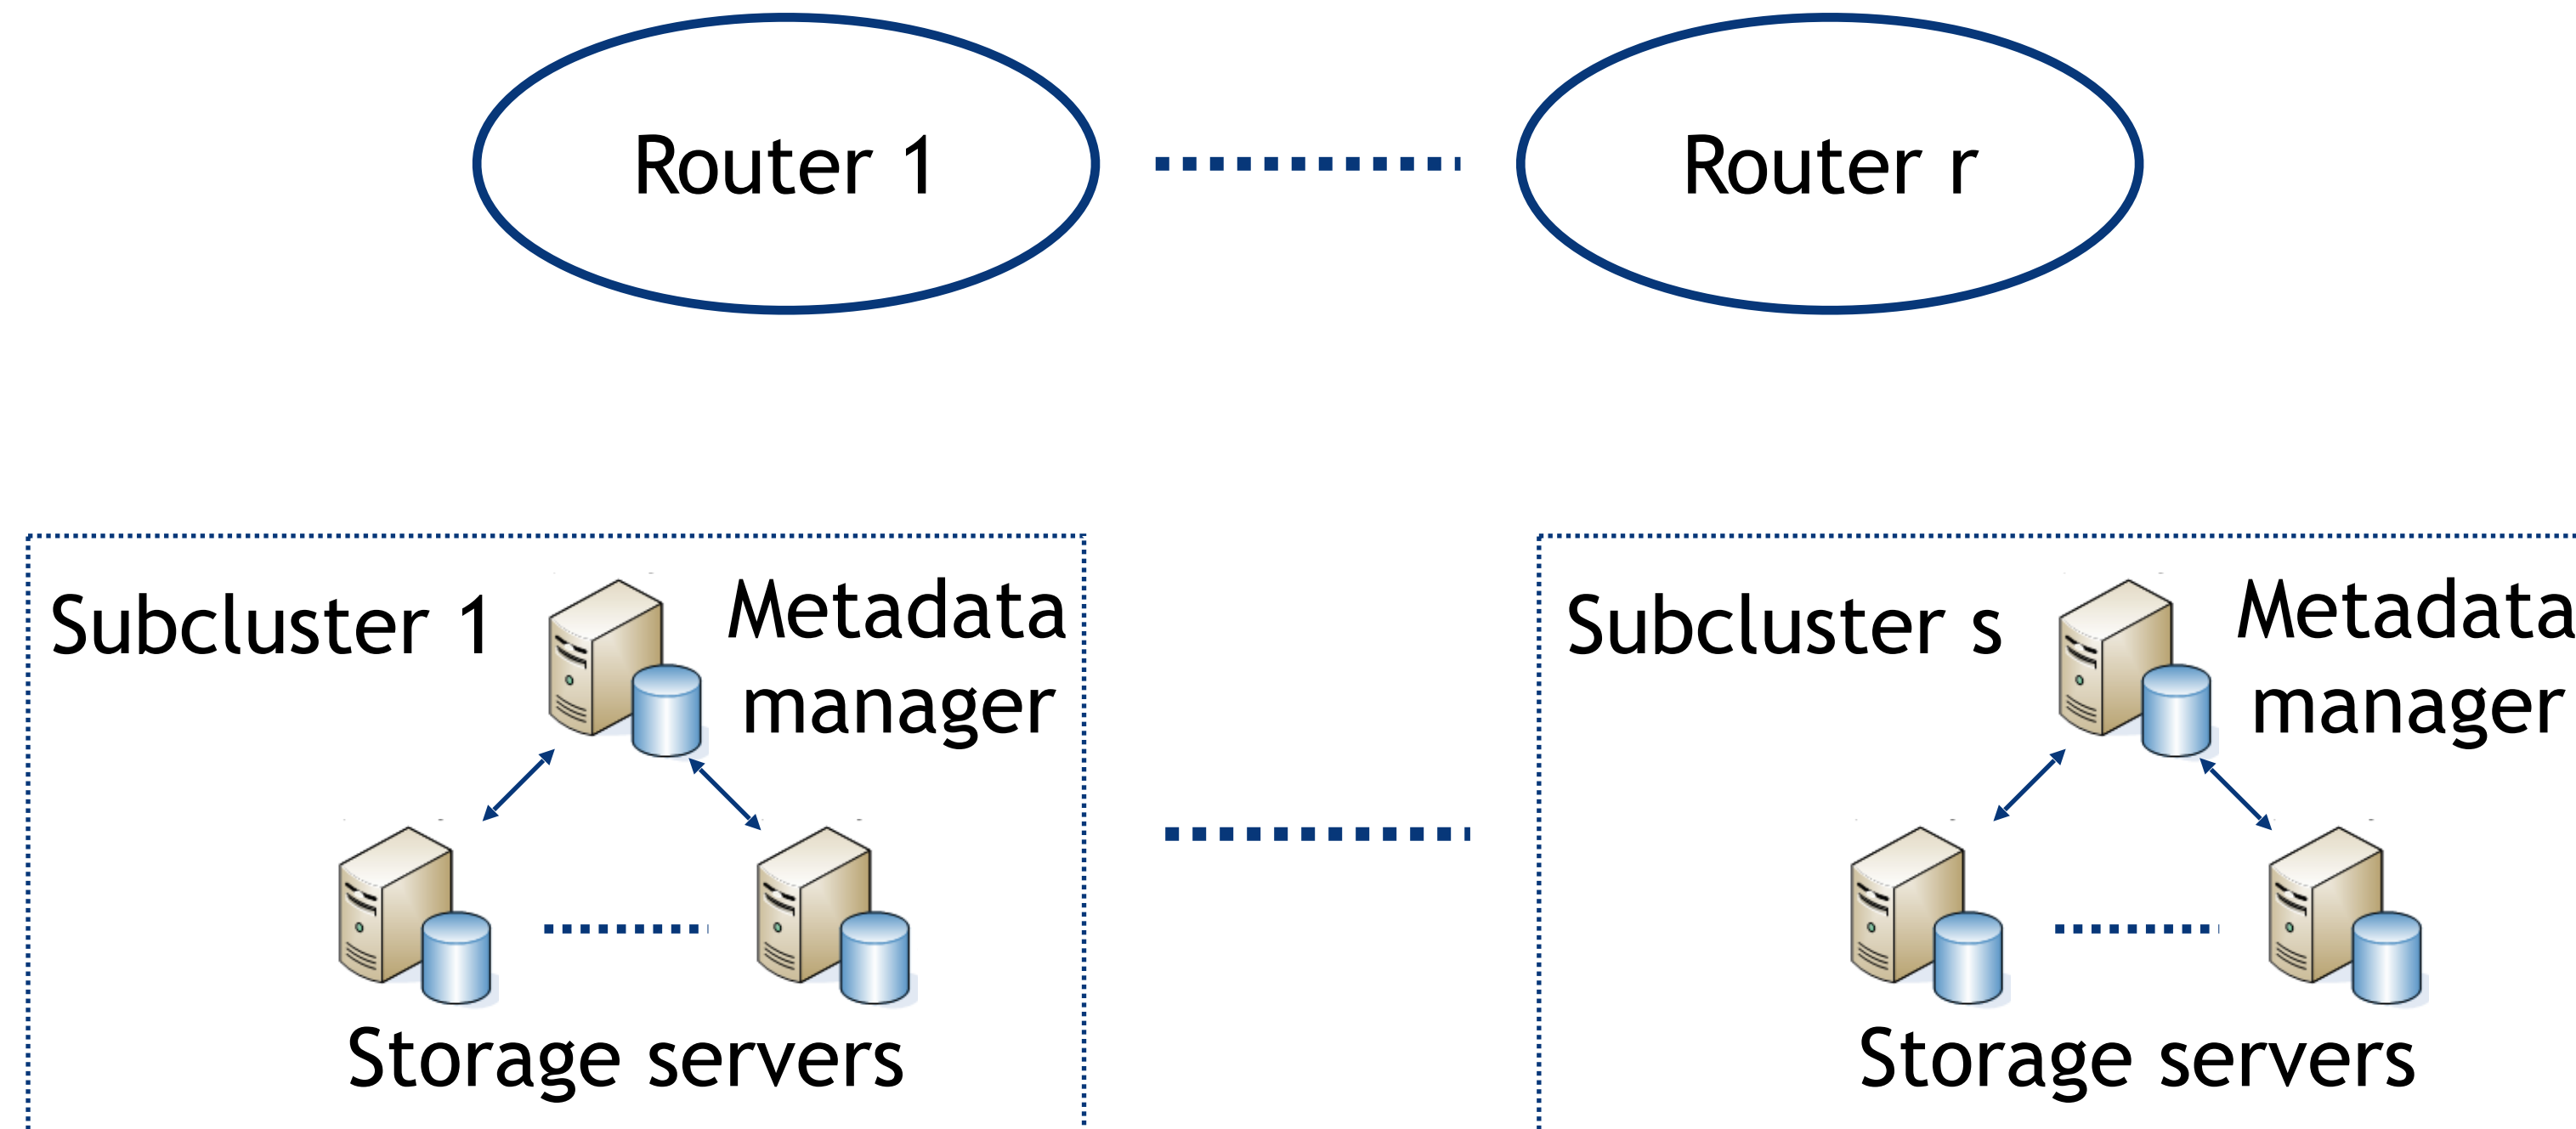 Router 1
Router r
Subcluster 1
Metadata
manager
Storage servers
Subcluster s
Metadata
manager
Storage servers